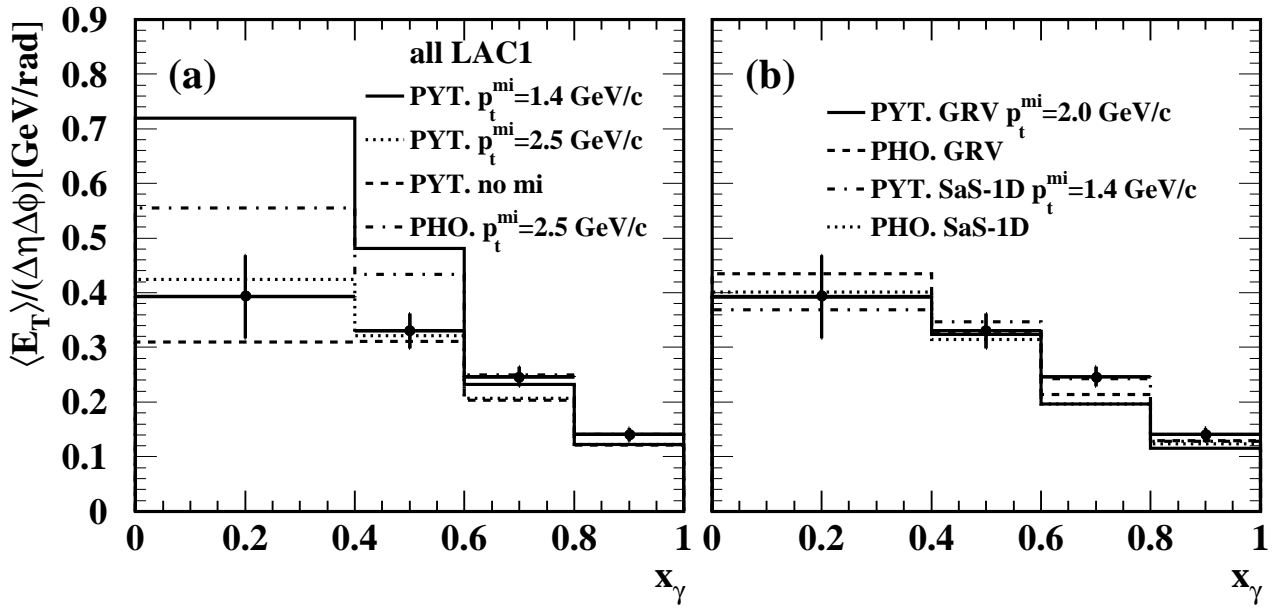 ⟨E_T⟩/(ΔηΔϕ)[GeV/rad]
0.9
0.8
0.7
0.6
0.5
0.4
0.3
0.2
0.1
0
(a)
all LAC1
PYT. p_t^mi=1.4 GeV/c
PYT. p_t^mi=2.5 GeV/c
PYT. no mi
PHO. p_t^mi=2.5 GeV/c
0 0.2 0.4 0.6 0.8 1
x_γ
(b)
PYT. GRV p_t^mi=2.0 GeV/c
PHO. GRV
PYT. SaS-1D p_t^mi=1.4 GeV/c
PHO. SaS-1D
0 0.2 0.4 0.6 0.8 1
x_γ